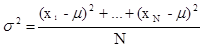 σ² = (x₁ - μ)² + ... + (x_N - μ)² / N